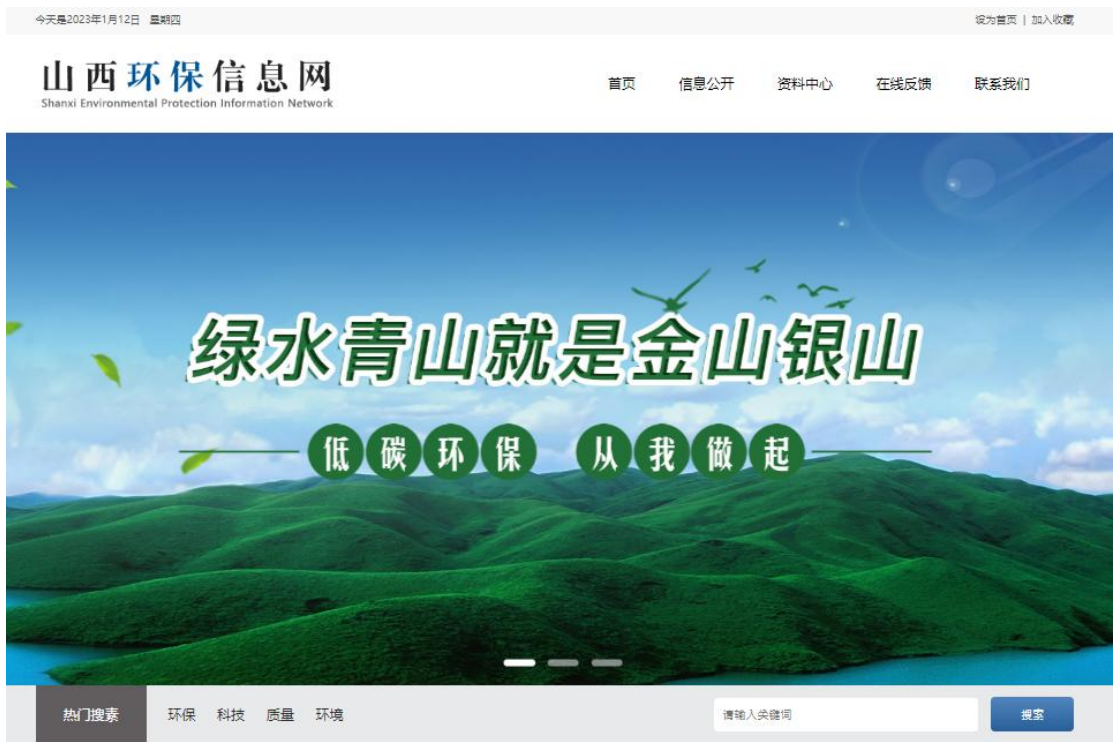 今天是2023年1月12日 星期四
设为首页 | 加入收藏
山西环保信息网
Shanxi Environmental Protection Information Network
首页 信息公开 资料中心 在线反馈 联系我们
绿水青山就是金山银山
低碳环保 从我做起
热门搜素 环保 科技 质量 环境 请输入关键词 搜索